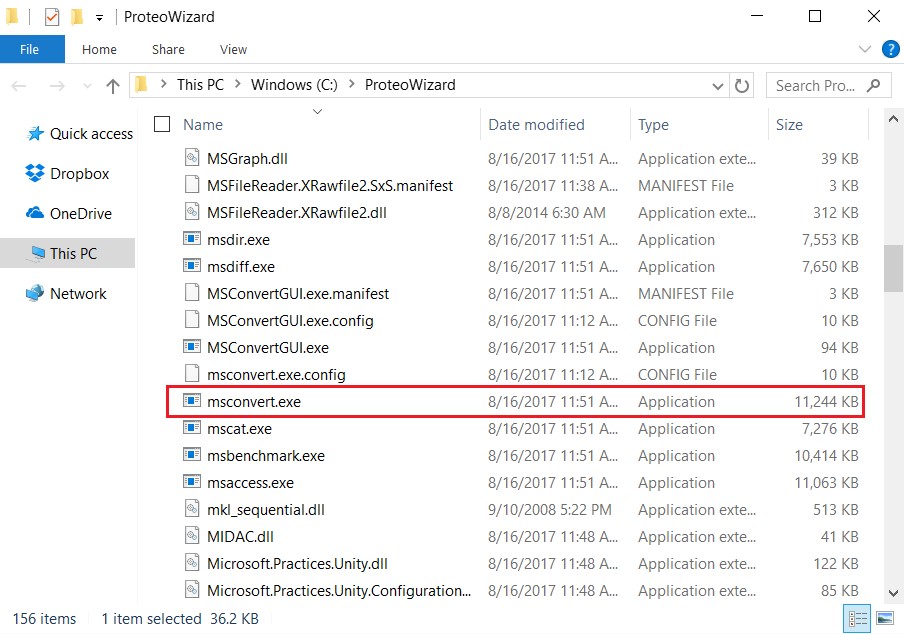 ProteoWizard
File Home Share View
This PC Windows (C:) ProteoWizard Search Pro...
Name Date modified Type Size
Quick access
Dropbox
OneDrive
This PC
Network
MSGraph.dll 8/16/2017 11:51 A... Application exte... 39 KB
MSFileReader.XRawfile2.SxS.manifest 8/16/2017 11:38 A... MANIFEST File 3 KB
MSFileReader.XRawfile2.dll 8/8/2014 6:30 AM Application exte... 312 KB
msdir.exe 8/16/2017 11:51 A... Application 7,553 KB
msdiff.exe 8/16/2017 11:51 A... Application 7,650 KB
MSConvertGUI.exe.manifest 8/16/2017 11:51 A... MANIFEST File 3 KB
MSConvertGUI.exe.config 8/16/2017 11:12 A... CONFIG File 10 KB
MSConvertGUI.exe 8/16/2017 11:51 A... Application 94 KB
msconvert.exe.config 8/16/2017 11:12 A... CONFIG File 10 KB
msconvert.exe 8/16/2017 11:51 A... Application 11,244 KB
mscat.exe 8/16/2017 11:51 A... Application 7,276 KB
msbenchmark.exe 8/16/2017 11:51 A... Application 10,414 KB
msaccess.exe 8/16/2017 11:51 A... Application 11,063 KB
mkl_sequential.dll 9/10/2008 5:22 PM Application exte... 513 KB
MIDAC.dll 8/16/2017 11:48 A... Application exte... 41 KB
Microsoft.Practices.Unity.dll 8/16/2017 11:48 A... Application exte... 122 KB
Microsoft.Practices.Unity.Configuration... 8/16/2017 11:48 A... Application exte... 85 KB
156 items 1 item selected 36.2 KB